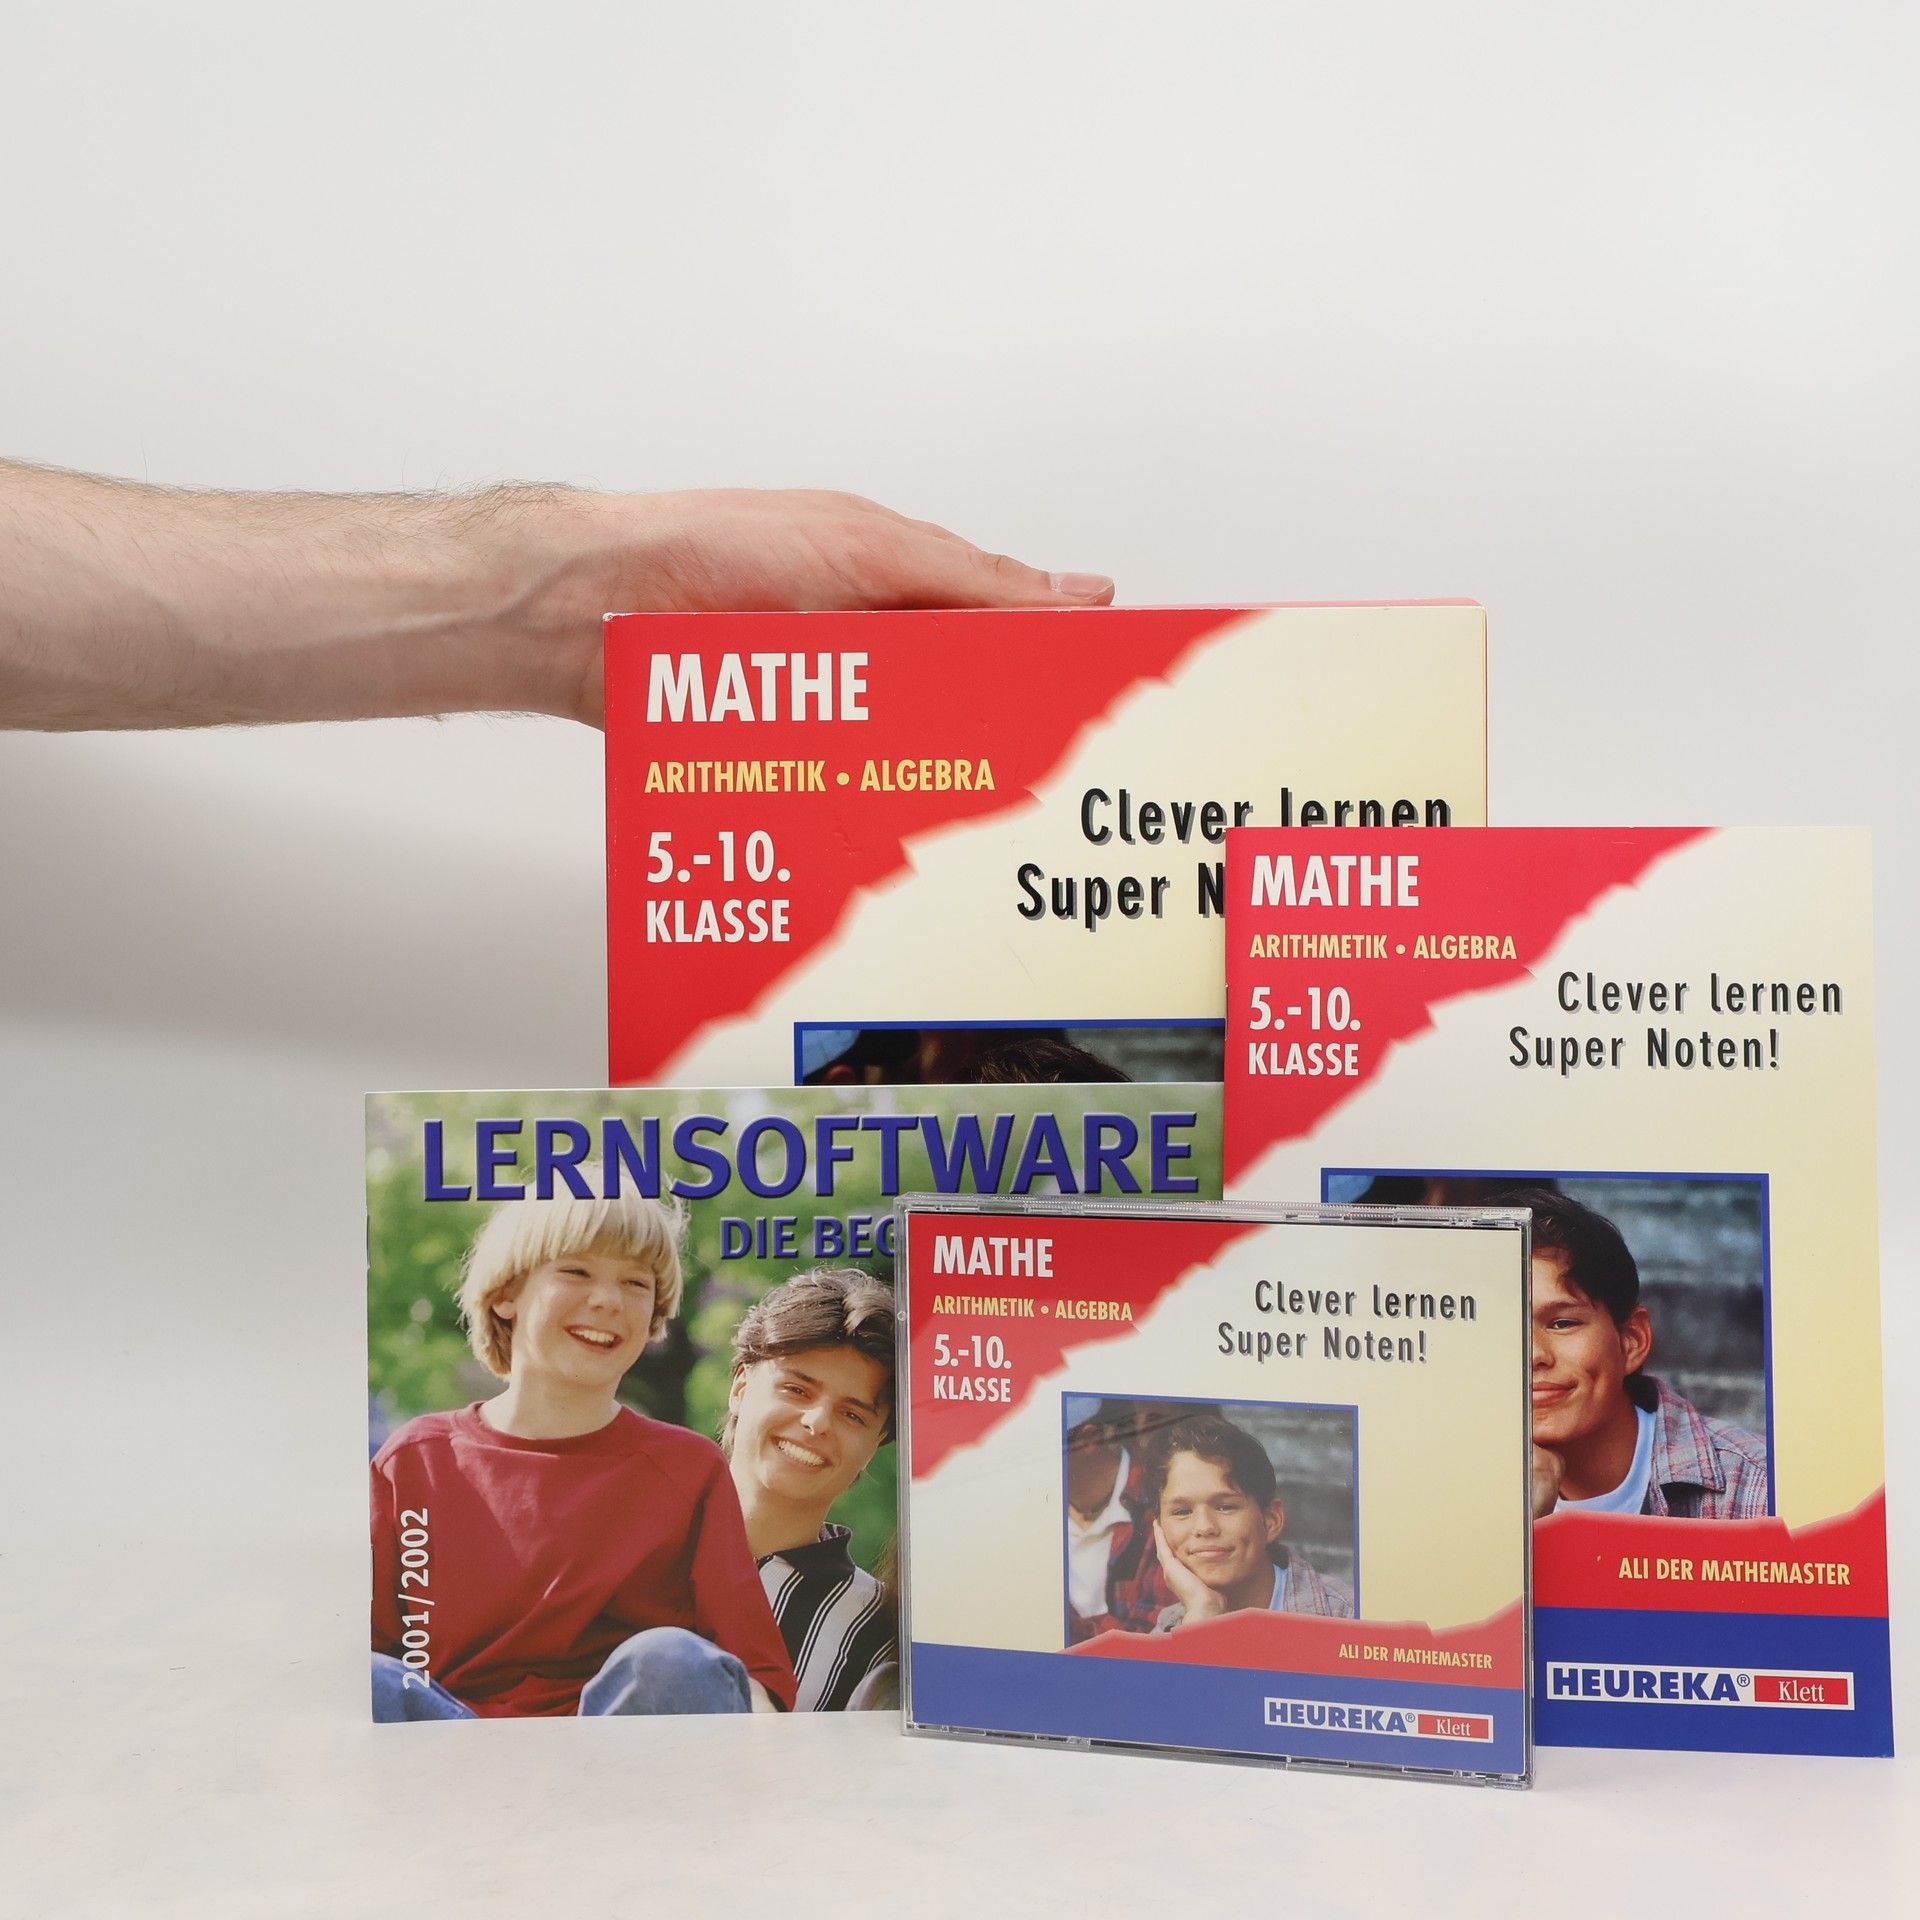 MATHE
ARITHMETIK • ALGEBRA
5.-10.
KLASSE
Clever lernen
Super
MATHE
ARITHMETIK • ALGEBRA
5.-10.
KLASSE
Clever lernen
Super Noten!
ALI DER MATHEMASTER
HEUREKA® Klett
LERNSOFTWARE
DIE
2001/2002
MATHE
ARITHMETIK • ALGEBRA
5.-10.
KLASSE
Clever lernen
Super Noten!
ALI DER MATHEMASTER
HEUREKA® Klett